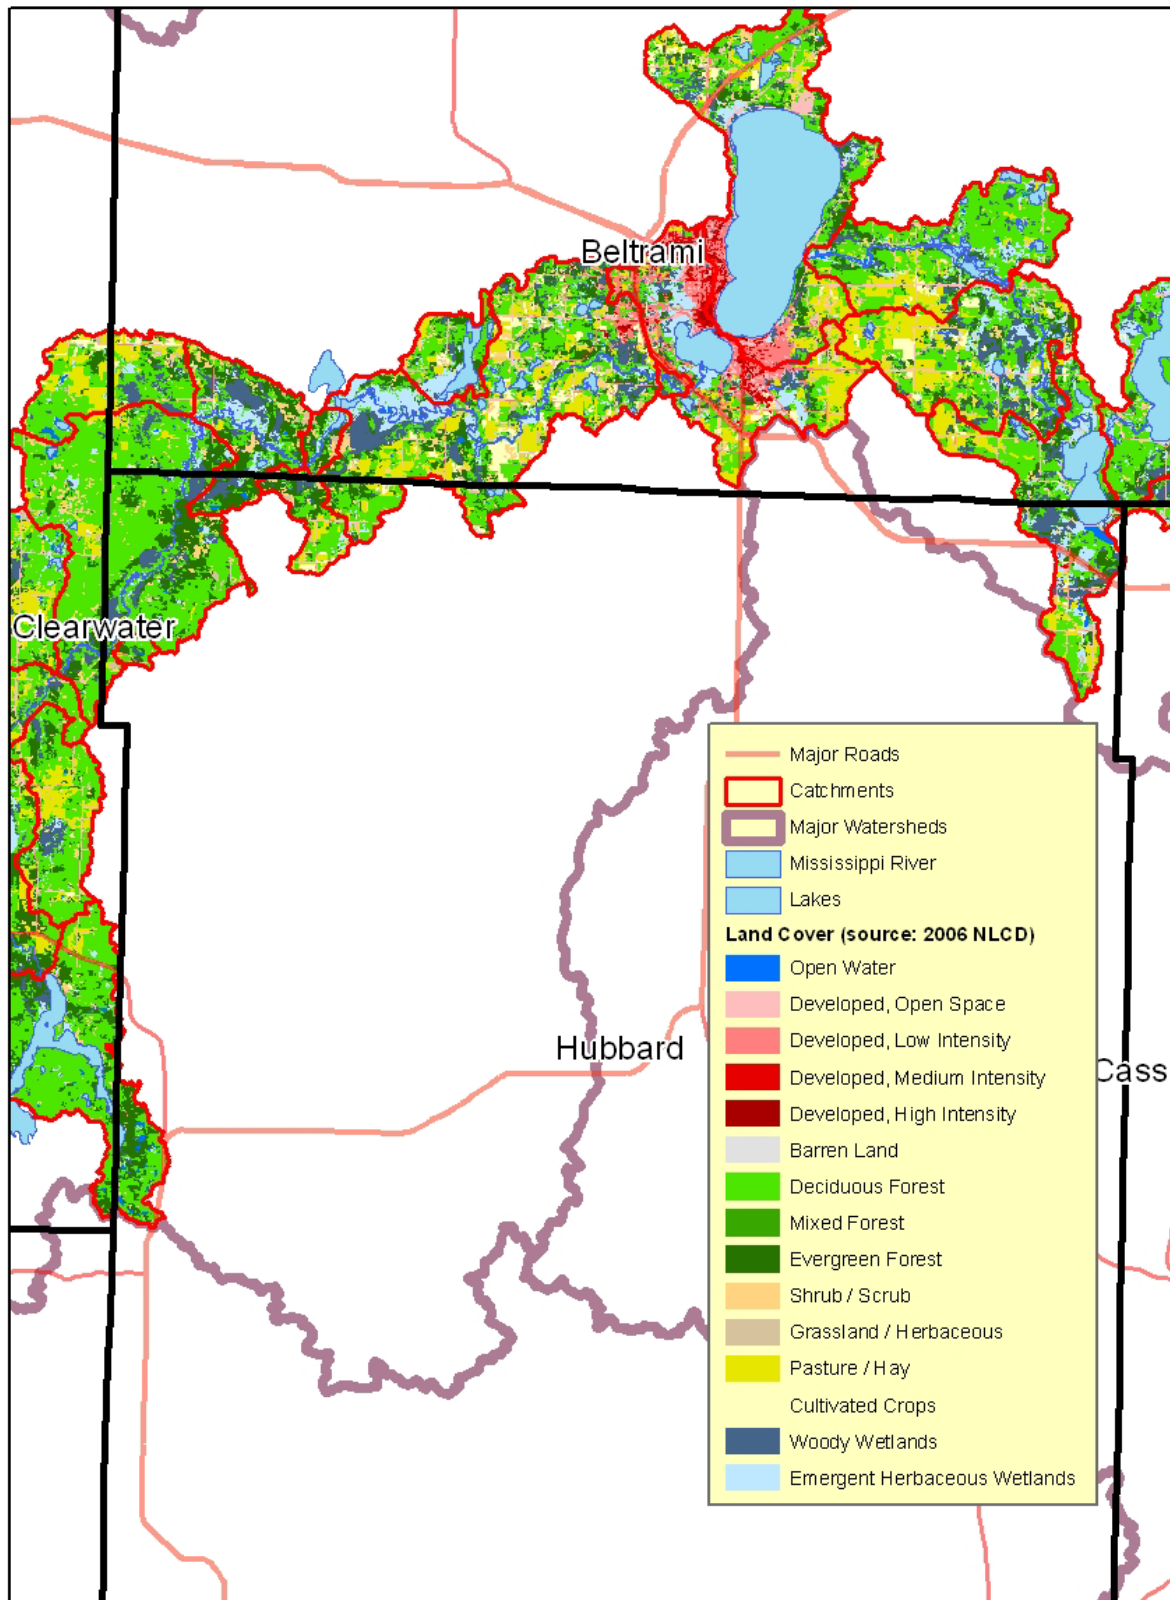 Beltrami
Clearwater
Hubbard
Cass
Major Roads
Catchments
Major Watersheds
Mississippi River
Lakes
Land Cover (source: 2006 NLCD)
Open Water
Developed, Open Space
Developed, Low Intensity
Developed, Medium Intensity
Developed, High Intensity
Barren Land
Deciduous Forest
Mixed Forest
Evergreen Forest
Shrub / Scrub
Grassland / Herbaceous
Pasture / Hay
Cultivated Crops
Woody Wetlands
Emergent Herbaceous Wetlands